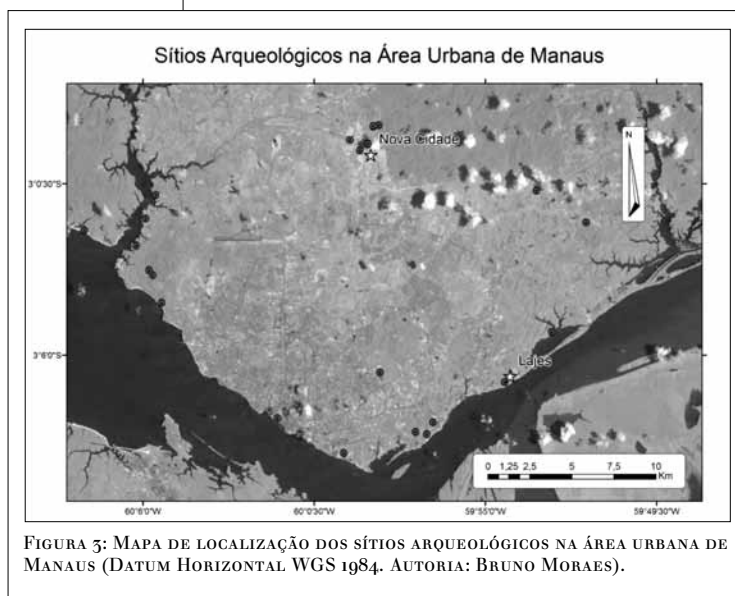 Sítios Arqueológicos na Área Urbana de Manaus
Nova Cidade
N
3°0'30"S
3°6'0"S
Lajes
0 1,25 2,5 5 7,5 10
Km
60°6'0"W 60°0'30"W 59°55'0"W 59°49'30"W
Figura 3: Mapa de localização dos sítios arqueológicos na área urbana de
Manaus (Datum Horizontal WGS 1984. Autoria: Bruno Moraes).